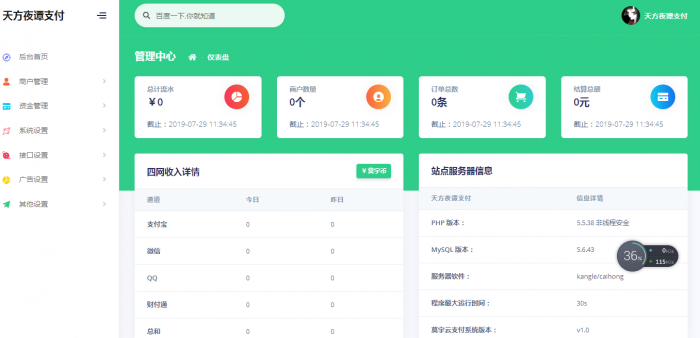 天方夜谭支付
百度一下,你就知道
天方夜谭支付
后台首页
商户管理
资金管理
系统设置
接口设置
广告设置
其他设置
管理中心 仪表盘
总计流水
¥0
截止：2019-07-29 11:34:45
商户数量
0个
截止：2019-07-29 11:34:45
订单总数
0条
截止：2019-07-29 11:34:45
结算总额
0元
截止：2019-07-29 11:34:45
四网收入详情
通道 今日 昨日
支付宝 0 0
微信 0 0
QQ 0 0
财付通 0 0
总和 0 0
站点服务器信息
天方夜谭支付 信息详情
PHP 版本： 5.5.38 非线程安全
MySQL 版本： 5.6.43
服务器软件： kangle/caihong
程序最大运行时间： 30s
莫宇云支付系统版本： v1.0
36%